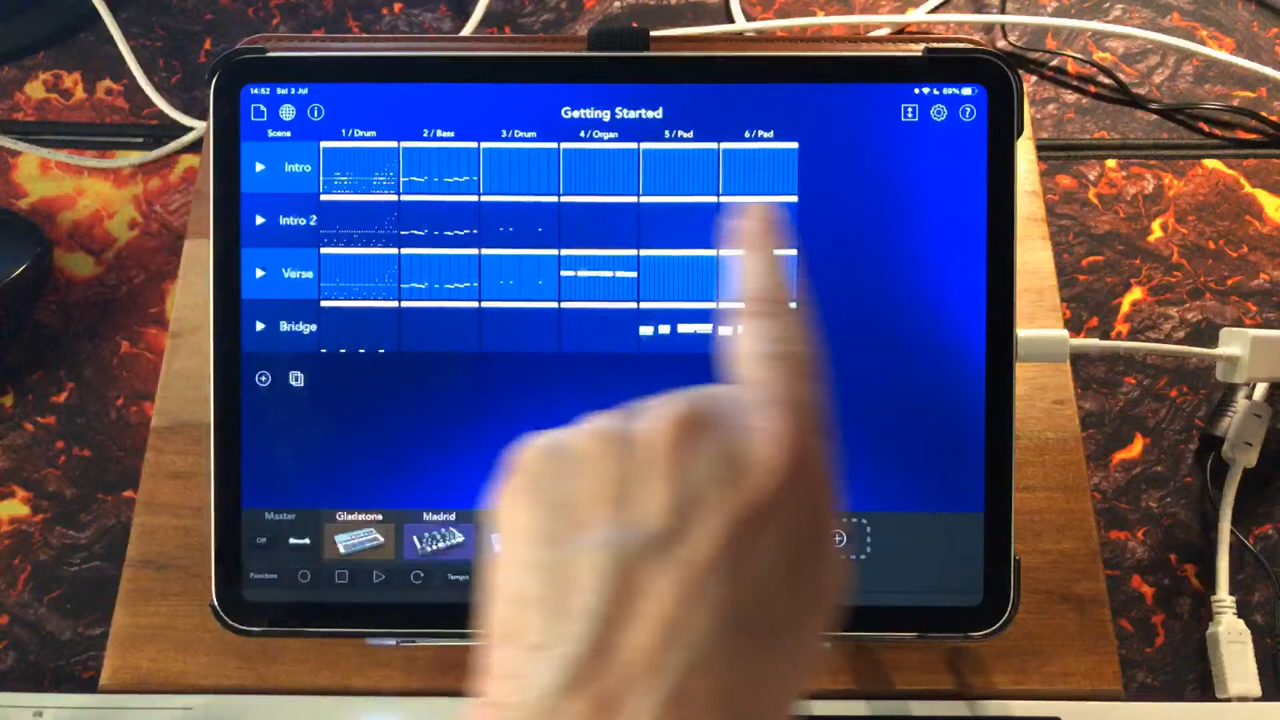 14:52 Sat 3 Jul
69%
Getting Started
Scene 1 / Drum 2 / Bass 3 / Drum 4 / Organ 5 / Pad 6 / Pad
Intro
Intro 2
Verse
Bridge
Master Gladstone Madrid
Off
Function Tempo